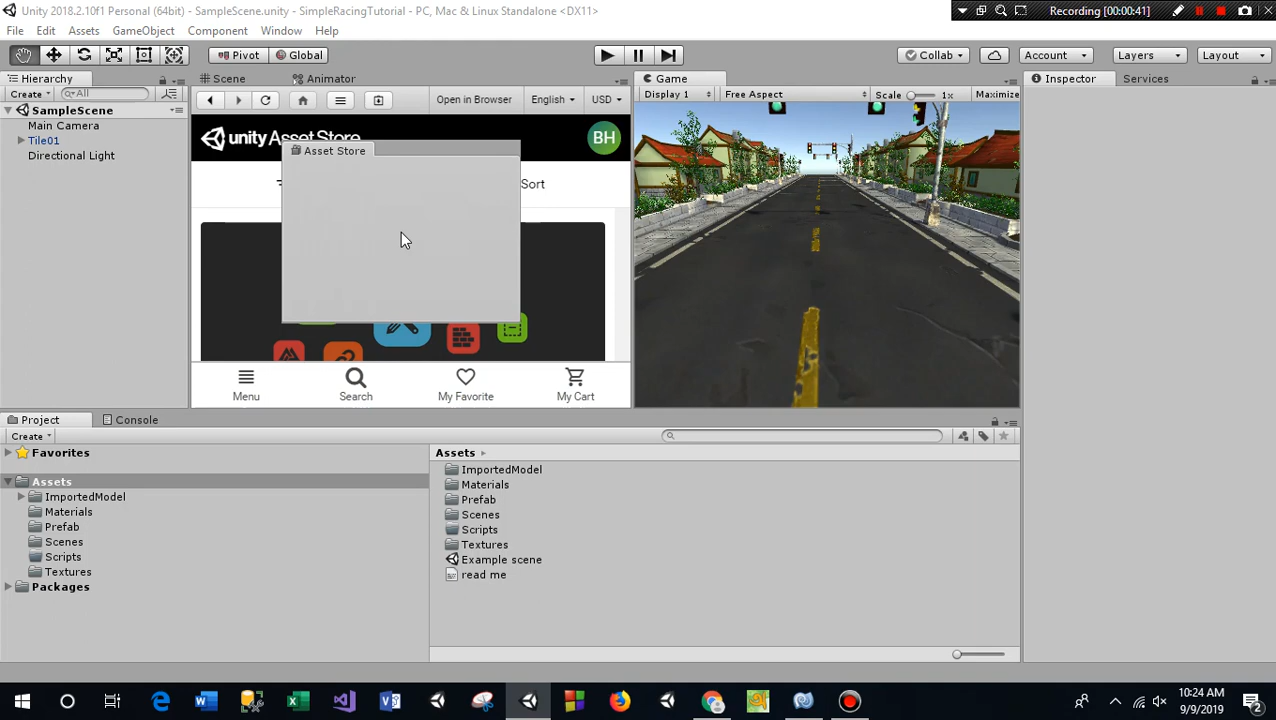 Unity 2018.2.10f1 Personal (64bit) - SampleScene.unity - SimpleRacingTutorial - PC, Mac & Linux Standalone <DX11>
Recording [00:00:41]
File Edit Assets GameObject Component Window Help
Pivot Global Collab Account Layers Layout
Hierarchy Scene Animator Game Inspector Services
Create All Open in Browser English USD Display 1 Free Aspect Scale 1x Maximize
SampleScene
Main Camera
Tile01
Directional Light
unity Asset Store BH
Asset Store
Sort
Menu Search My Favorite My Cart
Project Console
Create
Favorites
Assets
ImportedModel
Materials
Prefab
Scenes
Scripts
Textures
Packages
Assets
ImportedModel
Materials
Prefab
Scenes
Scripts
Textures
Example scene
read me
10:24 AM
9/9/2019
2